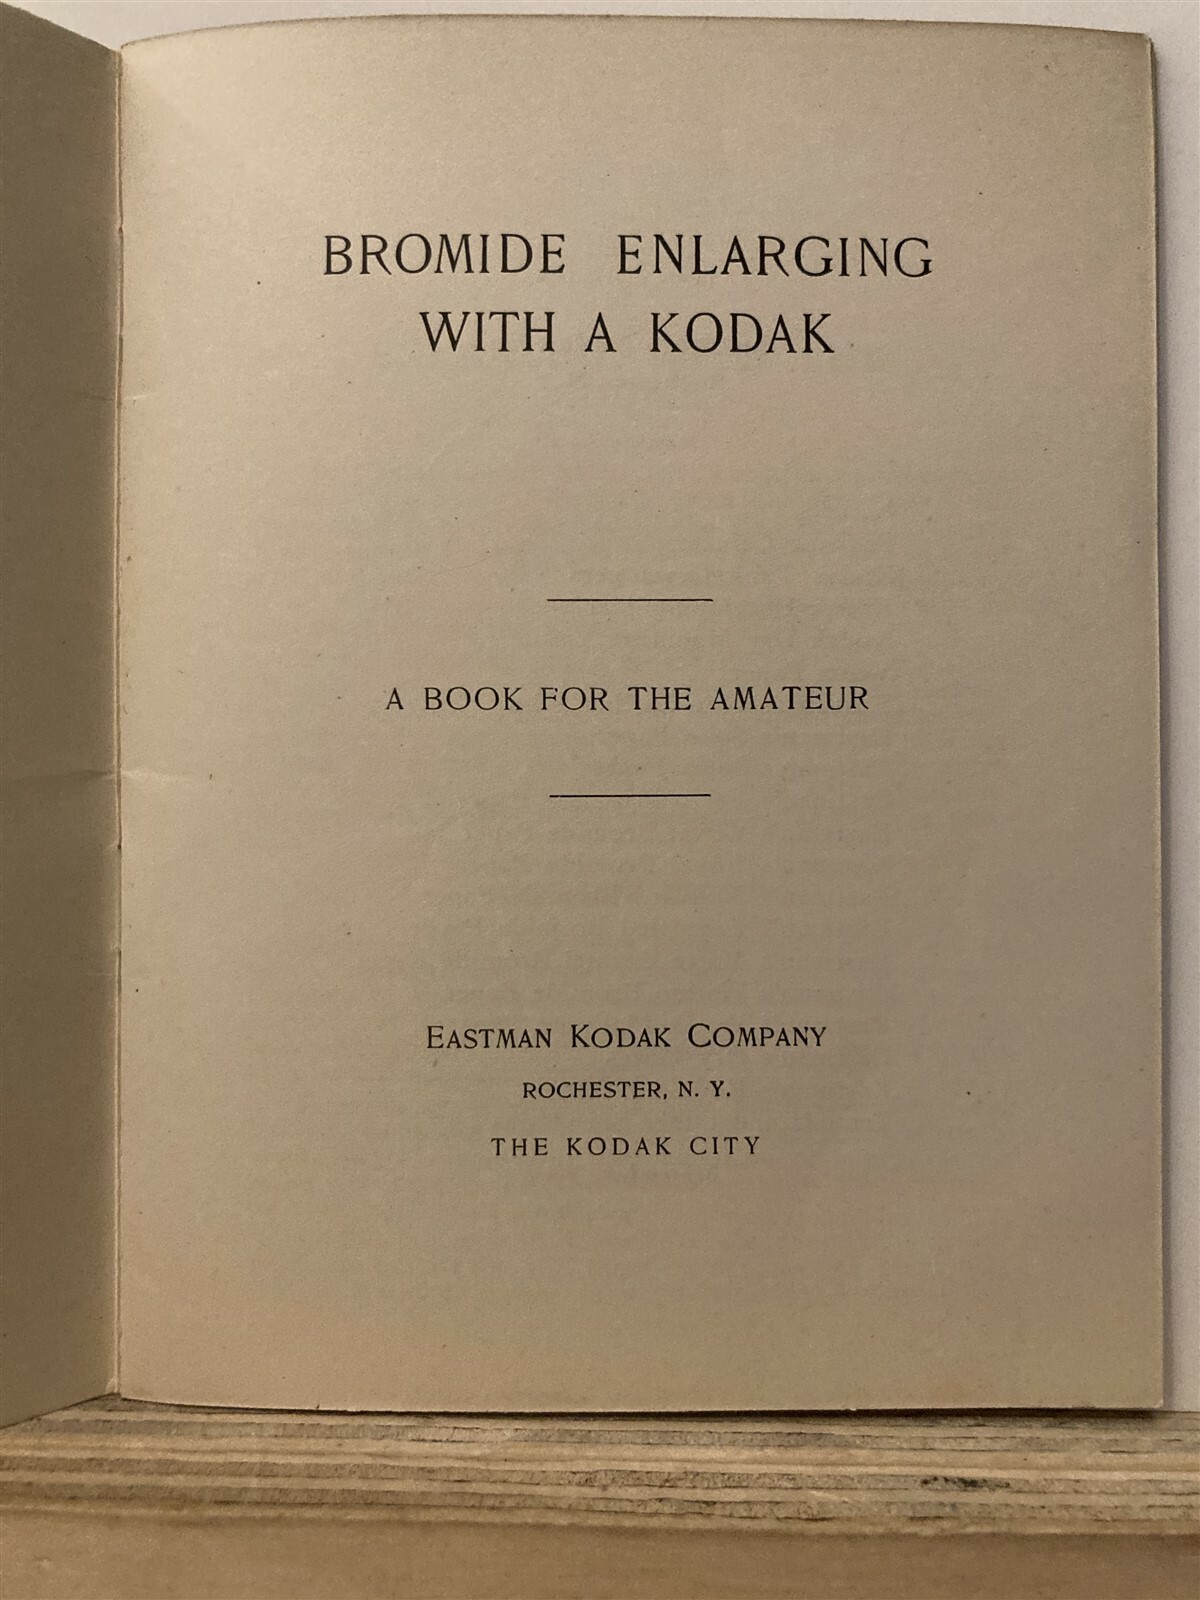 BROMIDE ENLARGING
WITH A KODAK
A BOOK FOR THE AMATEUR
EASTMAN KODAK COMPANY
ROCHESTER, N. Y.
THE KODAK CITY